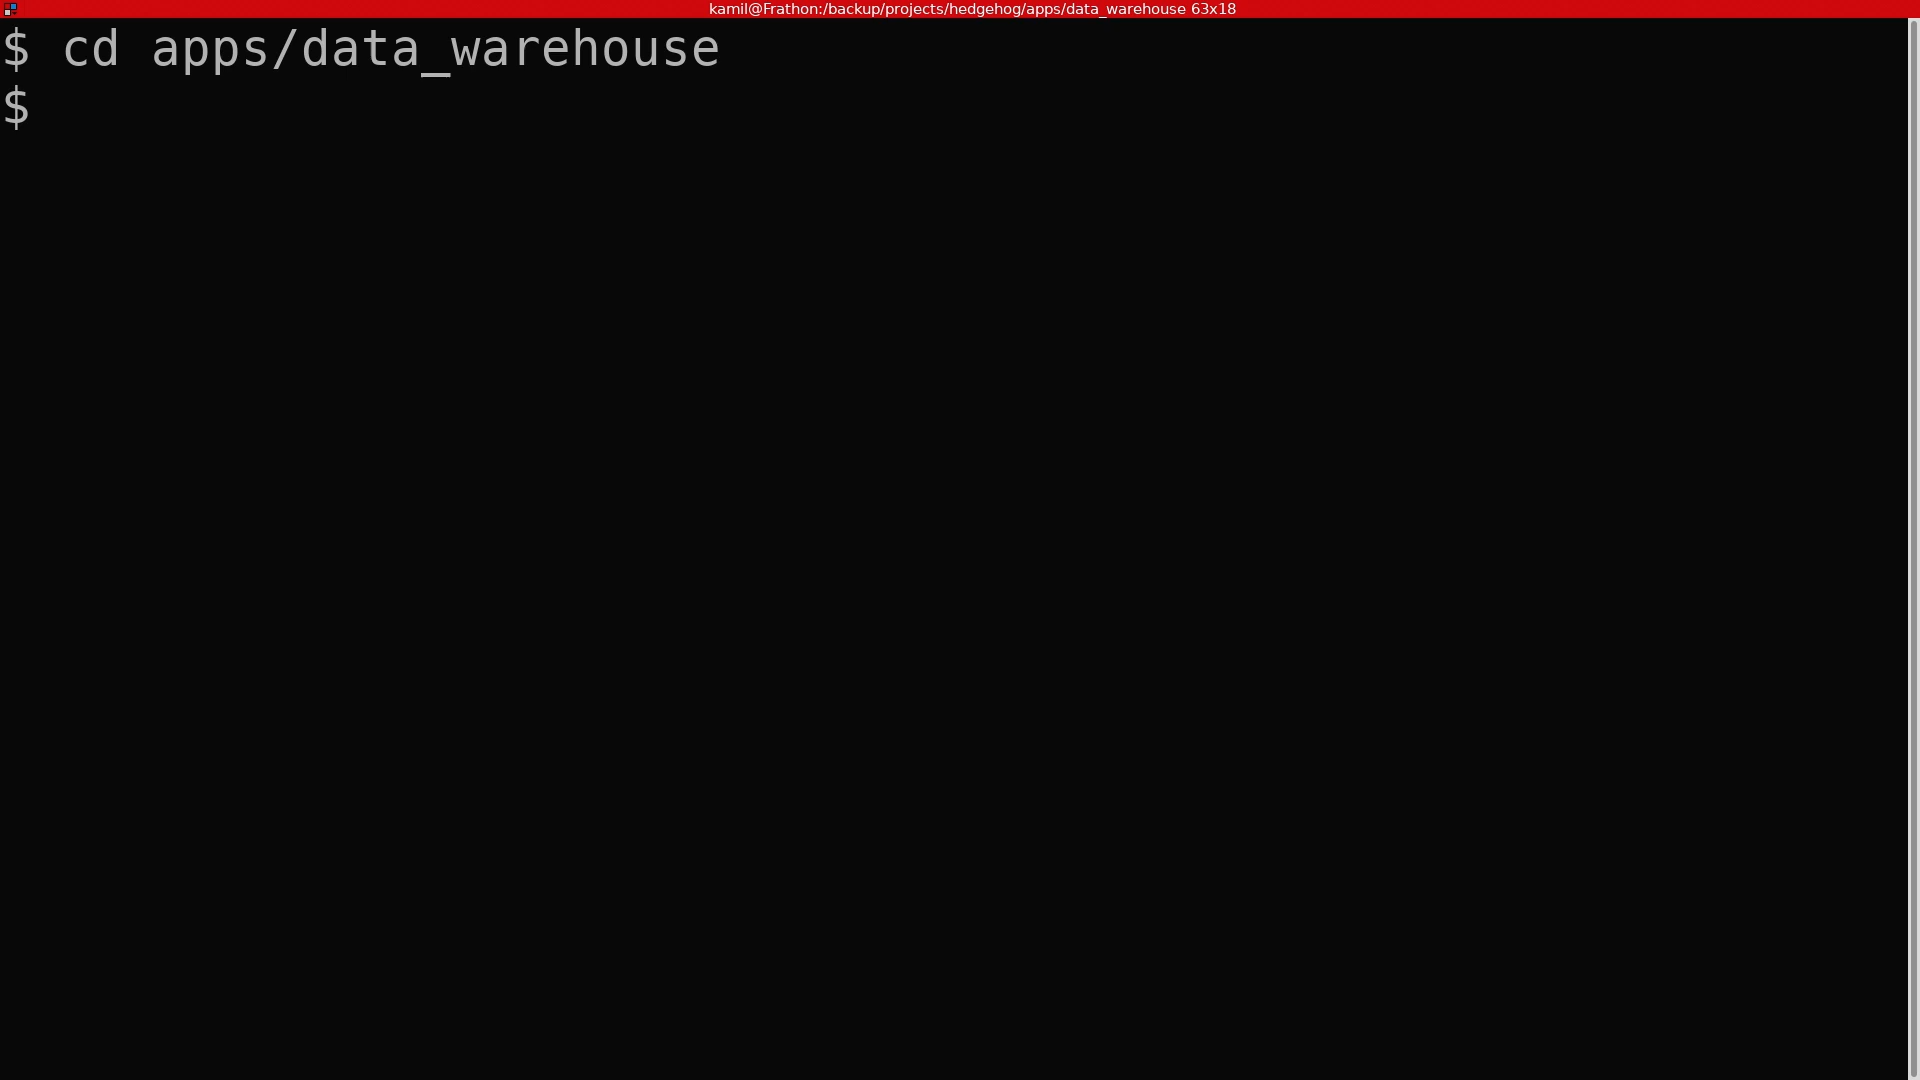 kamil@Frathon:/backup/projects/hedgehog/apps/data_warehouse 63x18
$ cd apps/data_warehouse
$